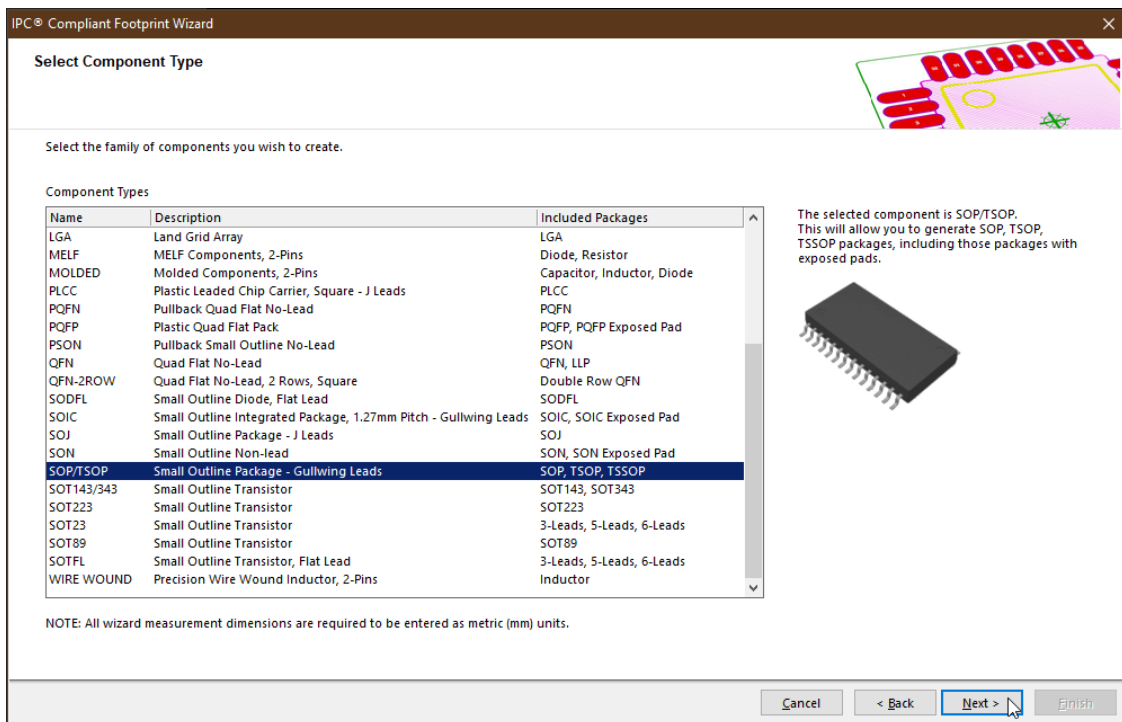 IPC® Compliant Footprint Wizard
Select Component Type
Select the family of components you wish to create.
Component Types
Name Description Included Packages
LGA Land Grid Array LGA
MELF MELF Components, 2-Pins Diode, Resistor
MOLDED Molded Components, 2-Pins Capacitor, Inductor, Diode
PLCC Plastic Leaded Chip Carrier, Square - J Leads PLCC
PQFN Pullback Quad Flat No-Lead PQFN
PQFP Plastic Quad Flat Pack PQFP, PQFP Exposed Pad
PSON Pullback Small Outline No-Lead PSON
QFN Quad Flat No-Lead QFN, LLP
QFN-2ROW Quad Flat No-Lead, 2 Rows, Square Double Row QFN
SODFL Small Outline Diode, Flat Lead SODFL
SOIC Small Outline Integrated Package, 1.27mm Pitch - Gullwing Leads SOIC, SOIC Exposed Pad
SOJ Small Outline Package - J Leads SOJ
SON Small Outline Non-lead SON, SON Exposed Pad
SOP/TSOP Small Outline Package - Gullwing Leads SOP, TSOP, TSSOP
SOT143/343 Small Outline Transistor SOT143, SOT343
SOT223 Small Outline Transistor SOT223
SOT23 Small Outline Transistor 3-Leads, 5-Leads, 6-Leads
SOT89 Small Outline Transistor SOT89
SOTFL Small Outline Transistor, Flat Lead 3-Leads, 5-Leads, 6-Leads
WIRE WOUND Precision Wire Wound Inductor, 2-Pins Inductor
The selected component is SOP/TSOP.
This will allow you to generate SOP, TSOP,
TSSOP packages, including those packages with
exposed pads.
NOTE: All wizard measurement dimensions are required to be entered as metric (mm) units.
Cancel < Back Next > Finish